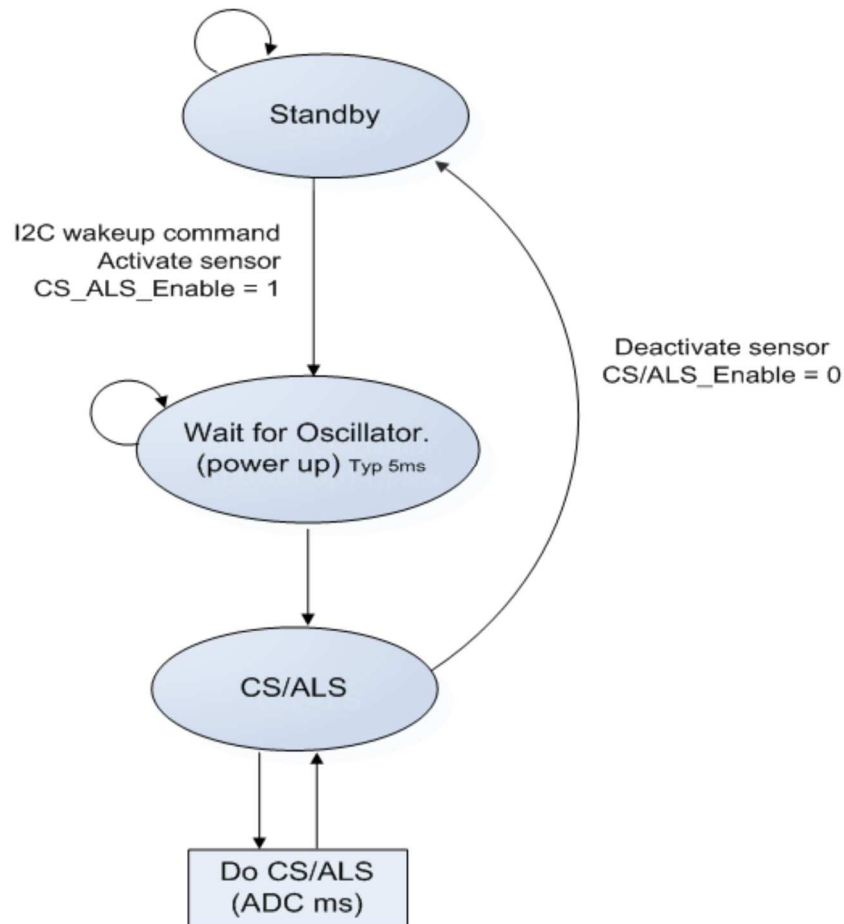 Standby
I2C wakeup command
Activate sensor
CS_ALS_Enable = 1
Deactivate sensor
CS/ALS_Enable = 0
Wait for Oscillator.
(power up) Typ 5ms
CS/ALS
Do CS/ALS
(ADC ms)